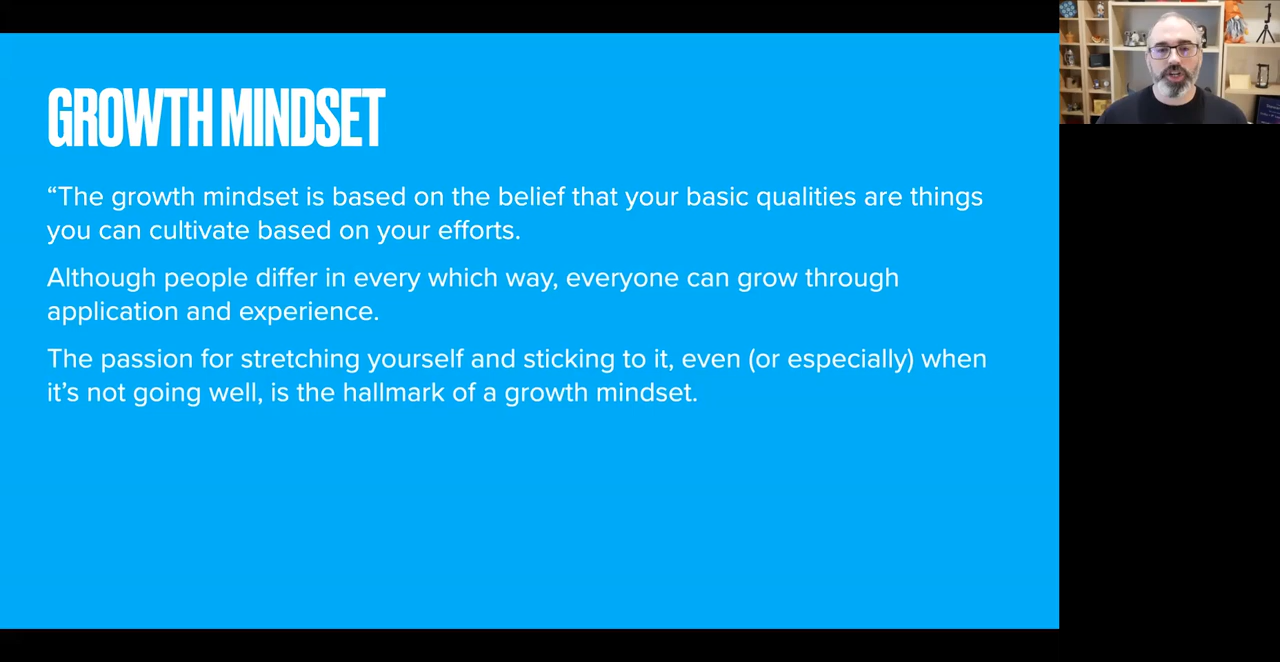 GROWTH MINDSET
“The growth mindset is based on the belief that your basic qualities are things
you can cultivate based on your efforts.
Although people differ in every which way, everyone can grow through
application and experience.
The passion for stretching yourself and sticking to it, even (or especially) when
it’s not going well, is the hallmark of a growth mindset.